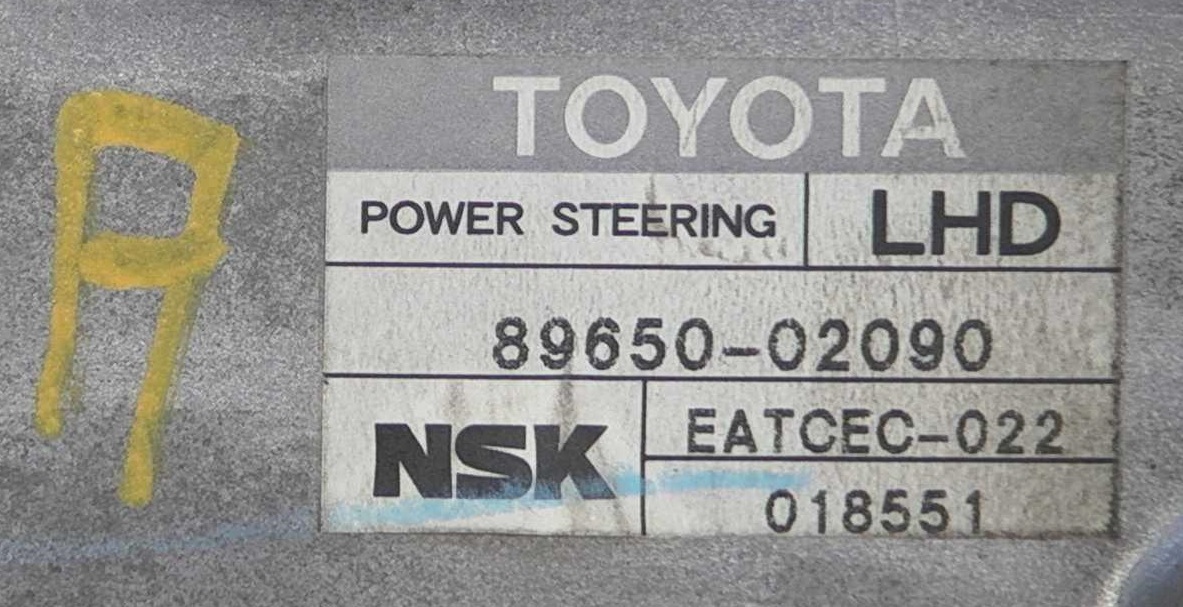 A
TOYOTA
POWER STEERING LHD
89650-02090
NSK EATCEC-022
018551